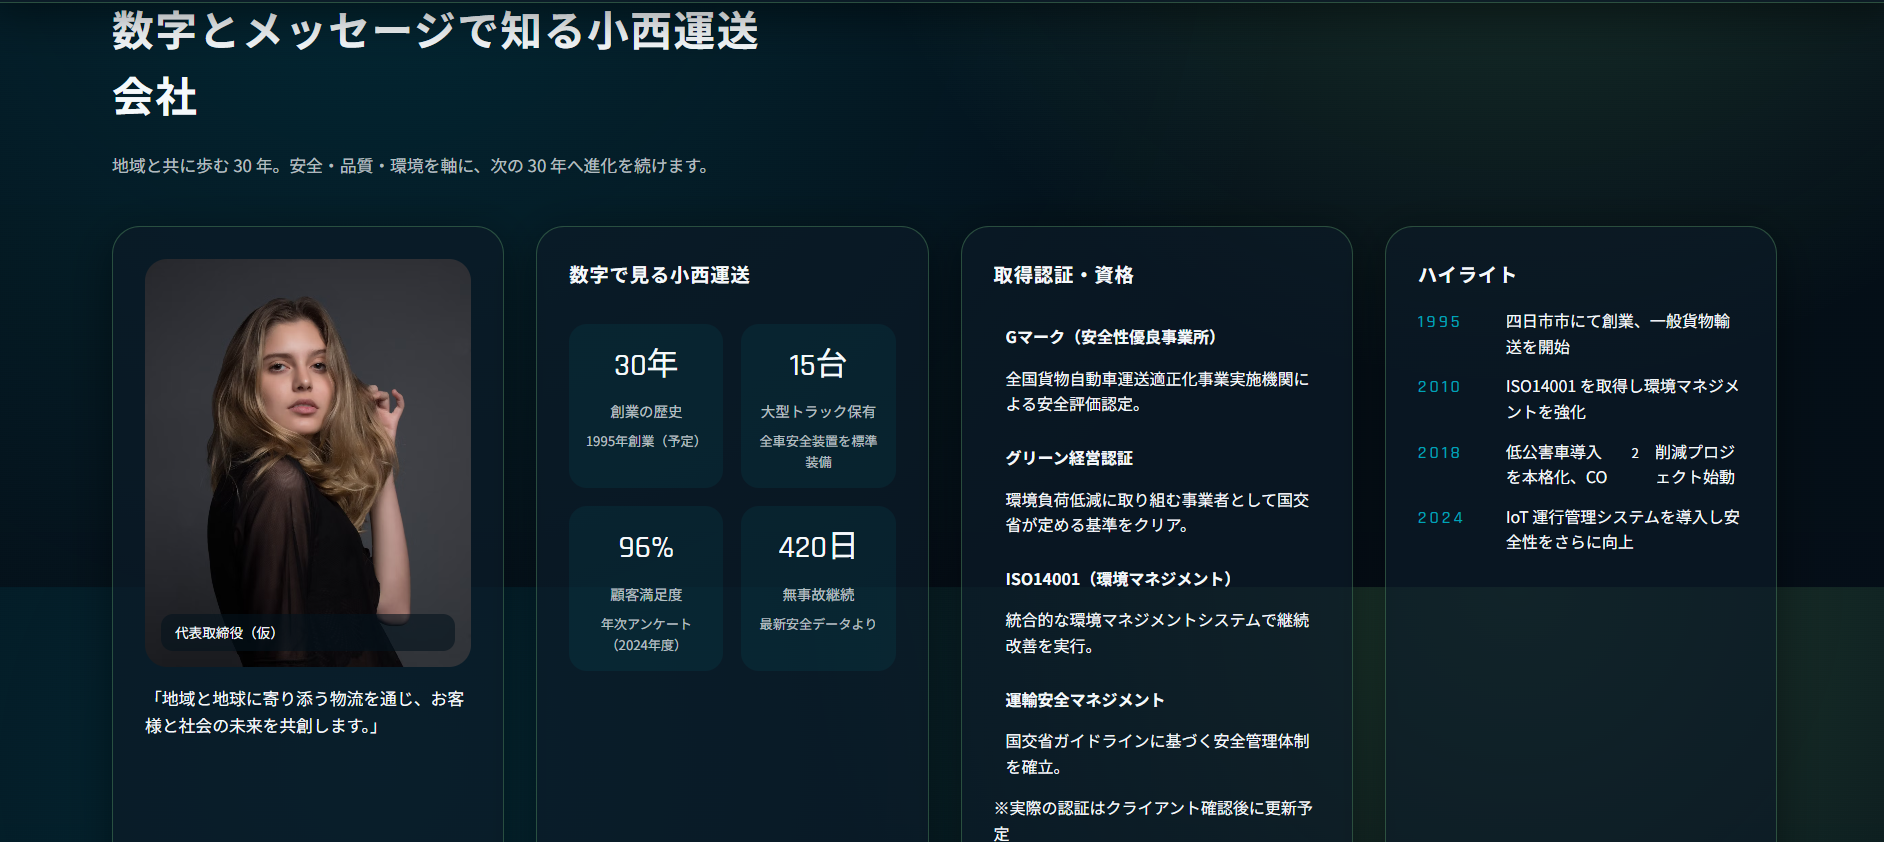 数字とメッセージで知る小西運送
会社
地域と共に歩む 30 年。安全・品質・環境を軸に、次の 30 年へ進化を続けます。
代表取締役（仮）
「地域と地球に寄り添う物流を通じ、お客
様と社会の未来を共創します。」
数字で見る小西運送
30年
創業の歴史
1995年創業（予定）
15台
大型トラック保有
全車安全装置を標準
装備
96%
顧客満足度
年次アンケート
（2024年度）
420日
無事故継続
最新安全データより
取得認証・資格
Gマーク（安全性優良事業所）
全国貨物自動車運送適正化事業実施機関に
よる安全評価認定。
グリーン経営認証
環境負荷低減に取り組む事業者として国交
省が定める基準をクリア。
ISO14001（環境マネジメント）
統合的な環境マネジメントシステムで継続
改善を実行。
運輸安全マネジメント
国交省ガイドラインに基づく安全管理体制
を確立。
※実際の認証はクライアント確認後に更新予
定
ハイライト
1995 四日市市にて創業、一般貨物輸
送を開始
2010 ISO14001 を取得し環境マネジメ
ントを強化
2018 低公害車導入 2 削減プロジ
を本格化、CO ェクト始動
2024 IoT 運行管理システムを導入し安
全性をさらに向上